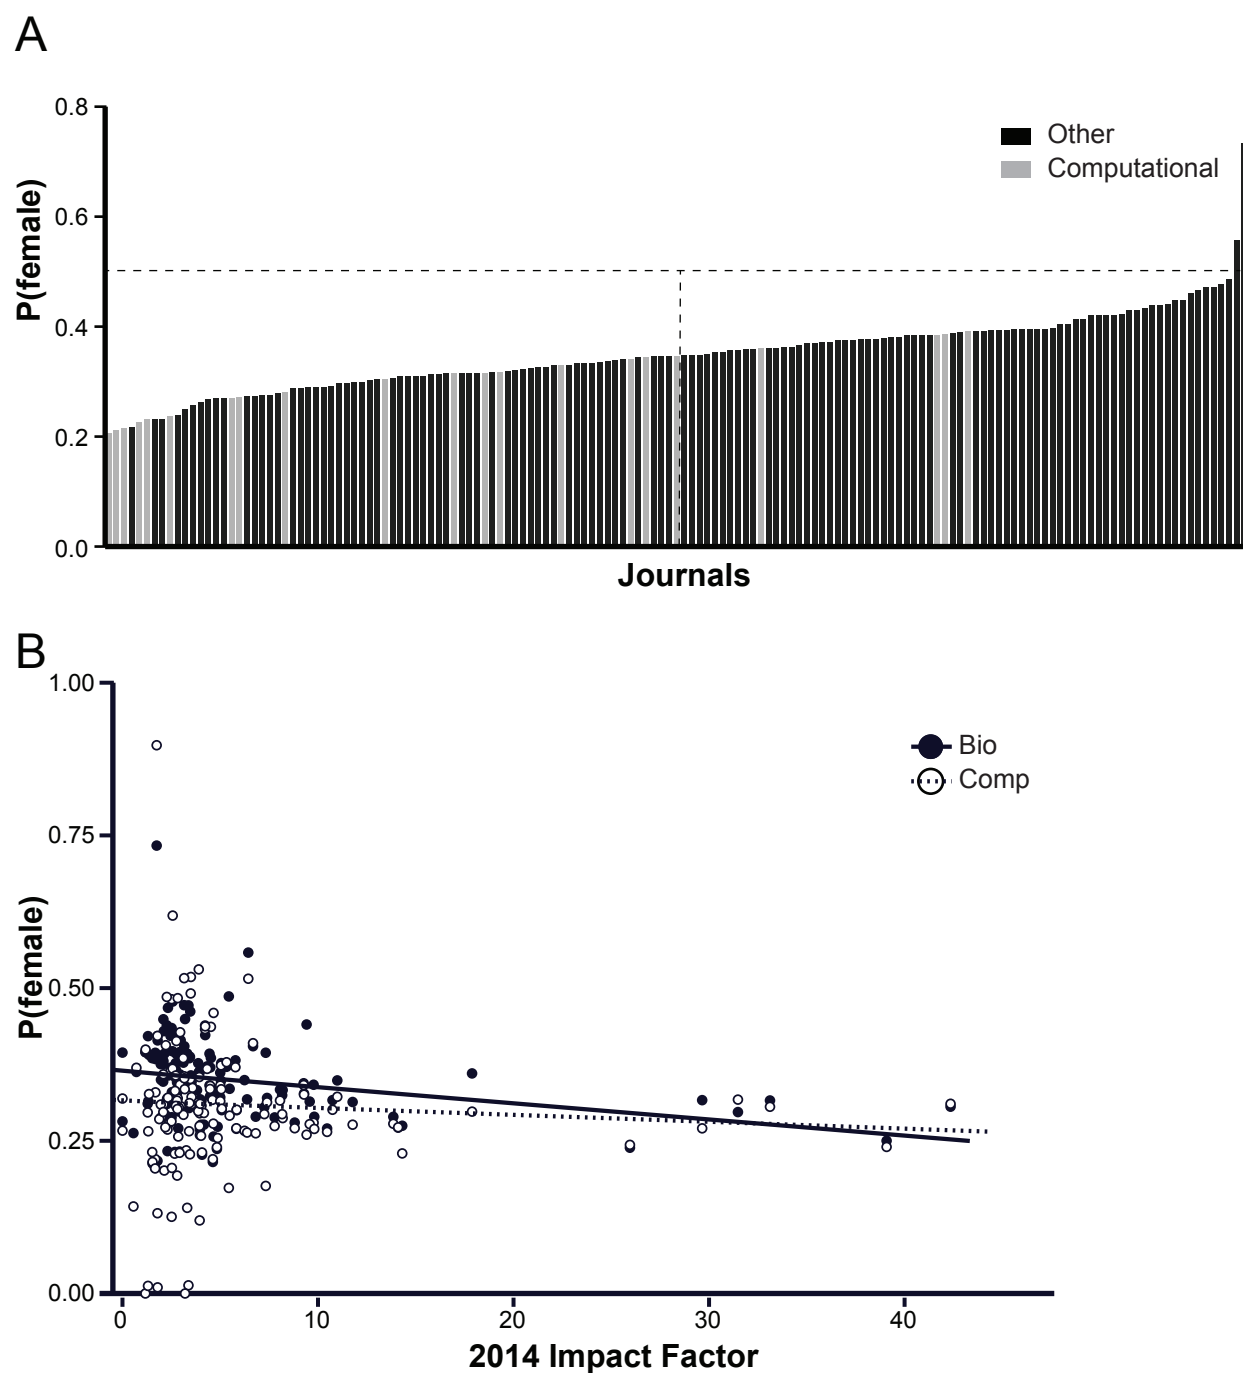 A
0.8
0.6
0.4
0.2
0.0
P(female)
Other
Computational
Journals
B
1.00
0.75
0.50
0.25
0.00
P(female)
Bio
Comp
0 10 20 30 40
2014 Impact Factor